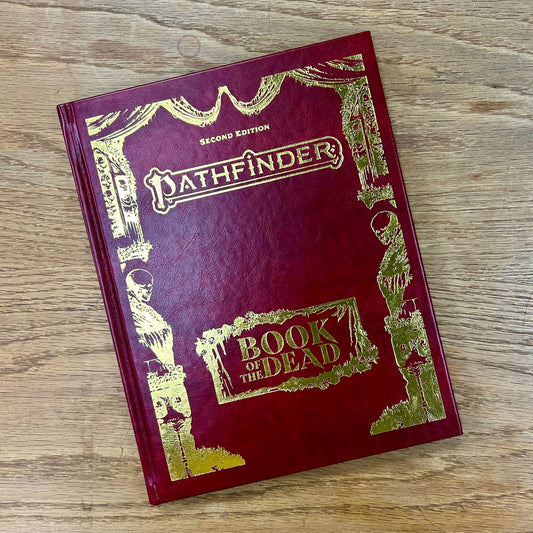 SECOND EDITION
PATHFINDER
BOOK
OF THE DEAD